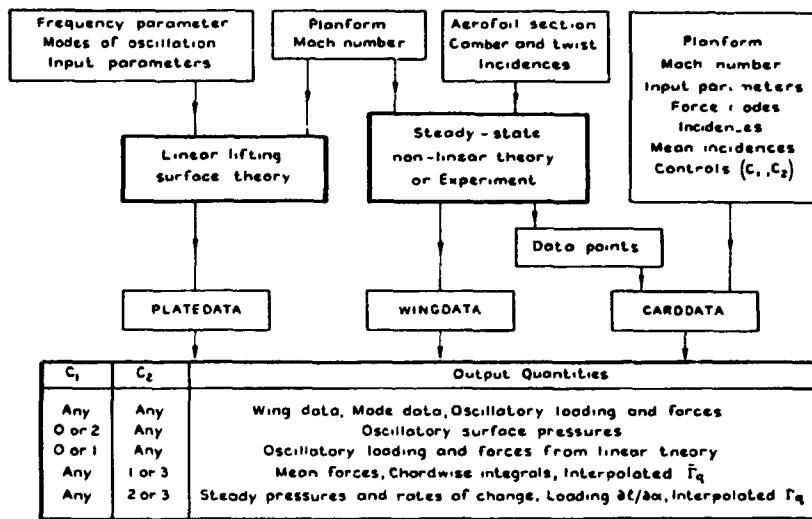 Frequency parameter
Modes of oscillation
Input parameters
Planform
Mach number
Aerofoil section
Camber and twist
Incidences
Planform
Mach number
Input parameters
Force modes
Incidences
Mean incidences
Controls (C₁, C₂)
Linear lifting
surface theory
Steady-state
non-linear theory
or Experiment
Data points
PLATEDATA
WINGDATA
CARDDATA
C₁ C₂ Output Quantities
Any Any Wing data, Mode data, Oscillatory loading and forces
0 or 2 Any Oscillatory surface pressures
0 or 1 Any Oscillatory loading and forces from linear theory
Any 1 or 3 Mean forces, Chordwise integrals, Interpolated Γ̄q
Any 2 or 3 Steady pressures and rates of change, Loading ∂ℓ/∂α, Interpolated Γq